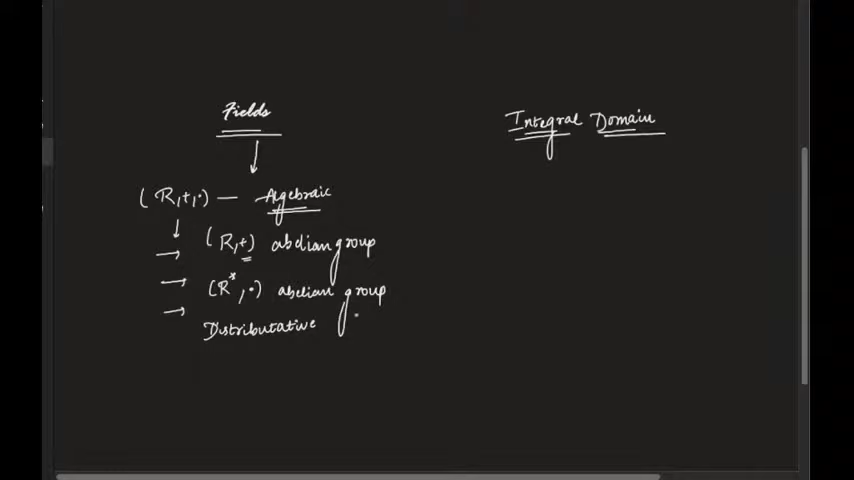 Fields
Integral Domain
(R,+,·) — Algebraic
→ (R,+) abelian group
→ (R*,·) abelian group
→ Distributative